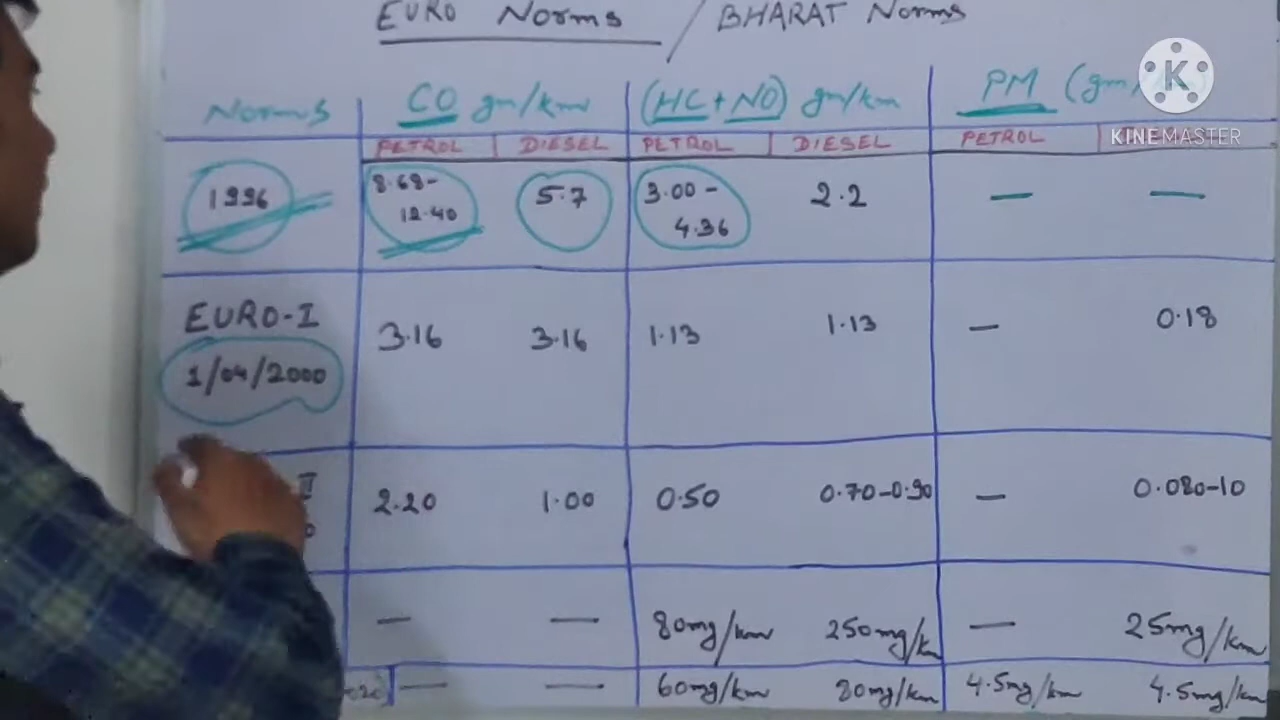 EURO Norms / BHARAT Norms
Norms CO gm/km (HC+NO) gm/km PM (gm/
PETROL DIESEL PETROL DIESEL PETROL
1996 8.68- 5.7 3.00- 2.2 — —
12.40 4.36
EURO-I 3.16 3.16 1.13 1.13 — 0.18
1/04/2000
II 2.20 1.00 0.50 0.70-0.90 — 0.080-10
— — 80mg/km 250mg/k — 25mg/km
— — 60mg/km 80mg/km 4.5mg/km 4.5mg/km
K
KINEMASTER